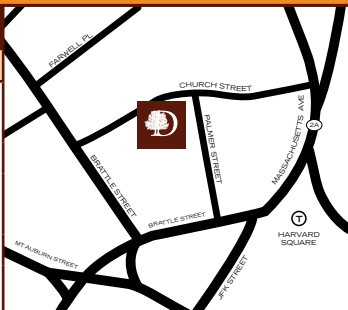 FARWELL PL
CHURCH STREET
PALMER STREET
MASSACHUSETTS AVE
2A
D
BRATTLE STREET
BRATTLE STREET
T
HARVARD
SQUARE
MT AUBURN STREET
JFK STREET